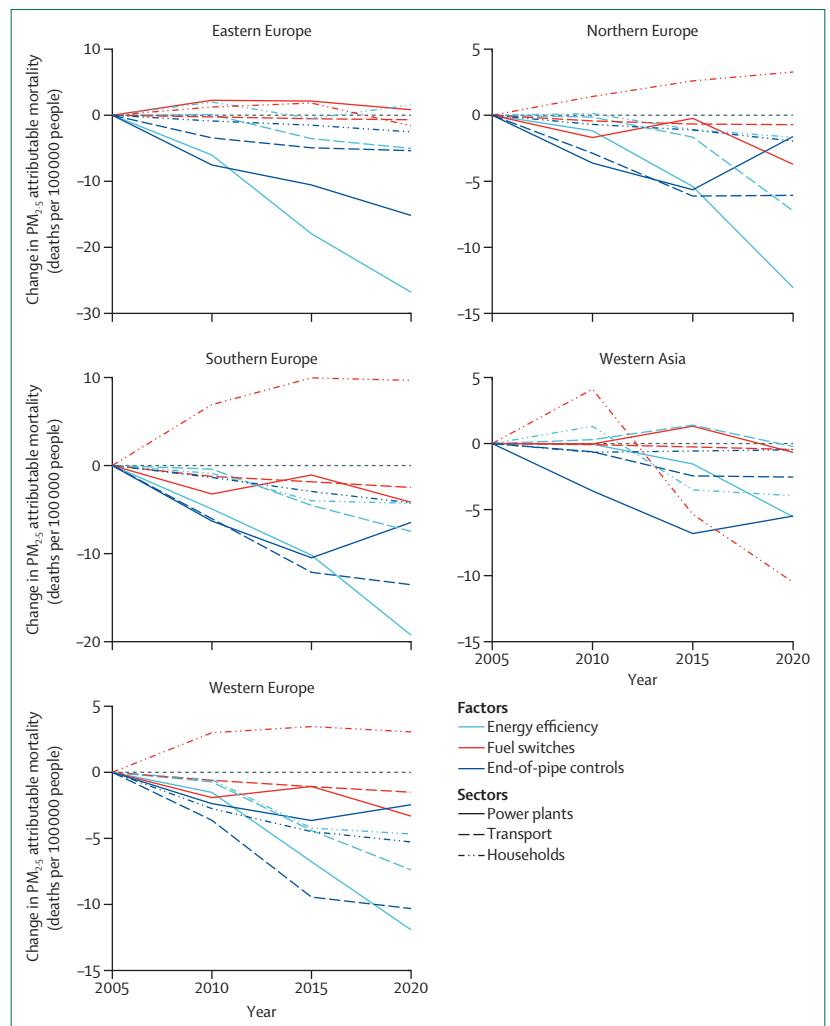 Eastern Europe
Change in PM2·5 attributable mortality
(deaths per 100 000 people)
10
0
–10
–20
–30
Northern Europe
5
0
–5
–10
–15
Southern Europe
Change in PM2·5 attributable mortality
(deaths per 100 000 people)
10
0
–10
–20
Western Asia
5
0
–5
–10
–15
2005
2010
2015
2020
Year
Western Europe
Change in PM2·5 attributable mortality
(deaths per 100 000 people)
5
0
–5
–10
–15
2005
2010
2015
2020
Year
Factors
Energy efficiency
Fuel switches
End-of-pipe controls
Sectors
Power plants
Transport
Households